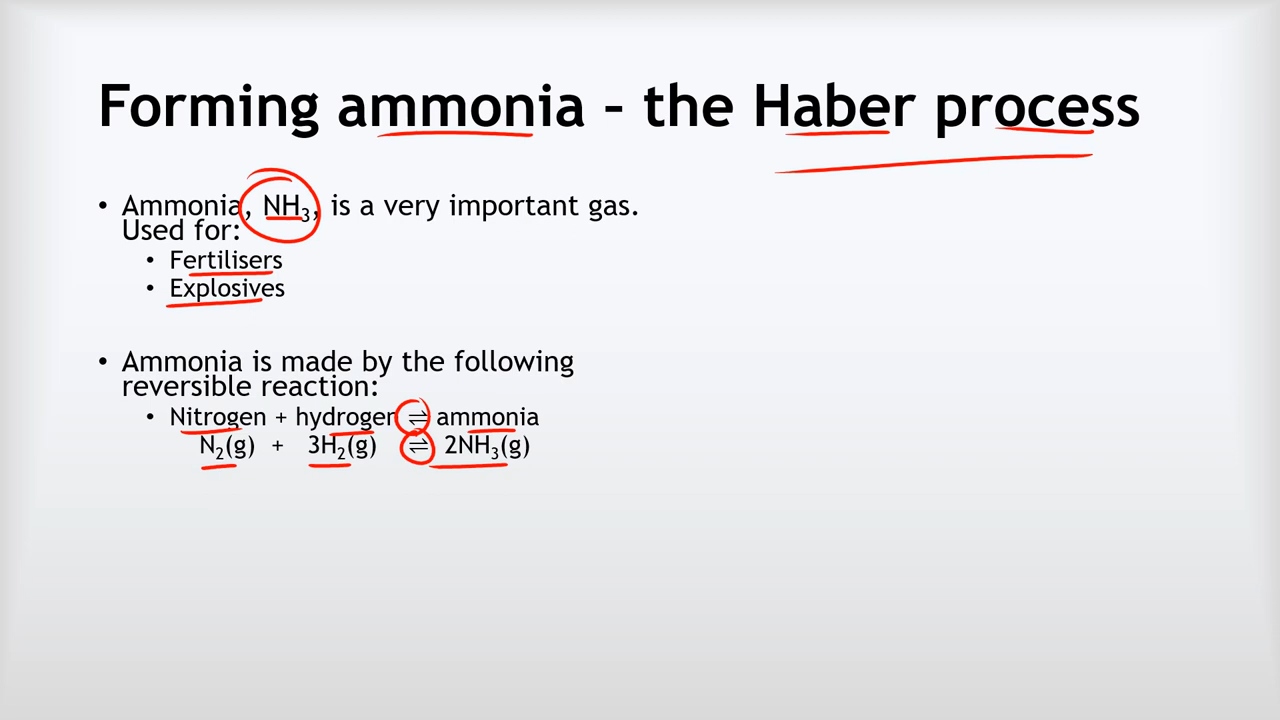 Forming ammonia – the Haber process
• Ammonia, NH₃, is a very important gas.
Used for:
• Fertilisers
• Explosives
• Ammonia is made by the following
reversible reaction:
• Nitrogen + hydrogen ⇌ ammonia
N₂(g) + 3H₂(g) ⇌ 2NH₃(g)